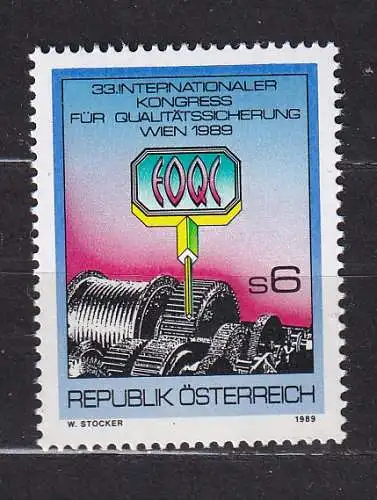 33. INTERNATIONALER
KONGRESS
FÜR QUALITÄTSSICHERUNG
WIEN 1989
EOQC
S6
REPUBLIK ÖSTERREICH
W. STOCKER 1989